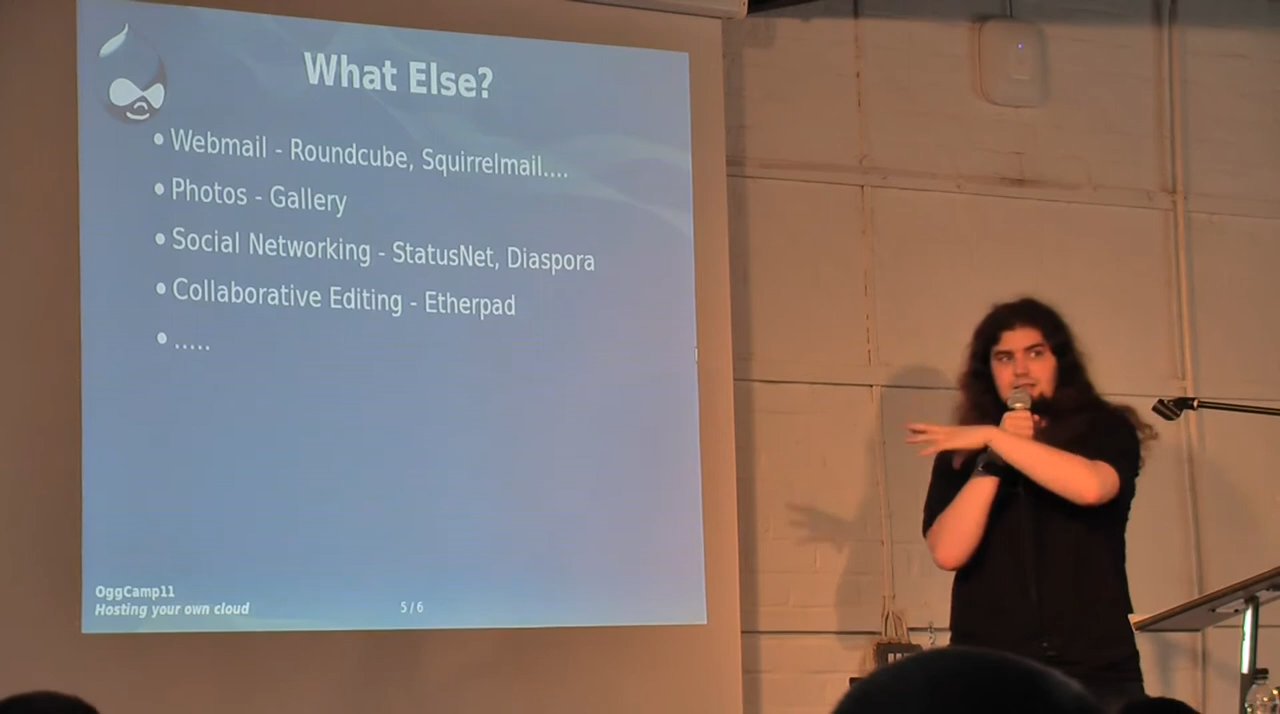 What Else?
• Webmail - Roundcube, Squirrelmail....
• Photos - Gallery
• Social Networking - StatusNet, Diaspora
• Collaborative Editing - Etherpad
• .....
OggCamp11
Hosting your own cloud
5 / 6